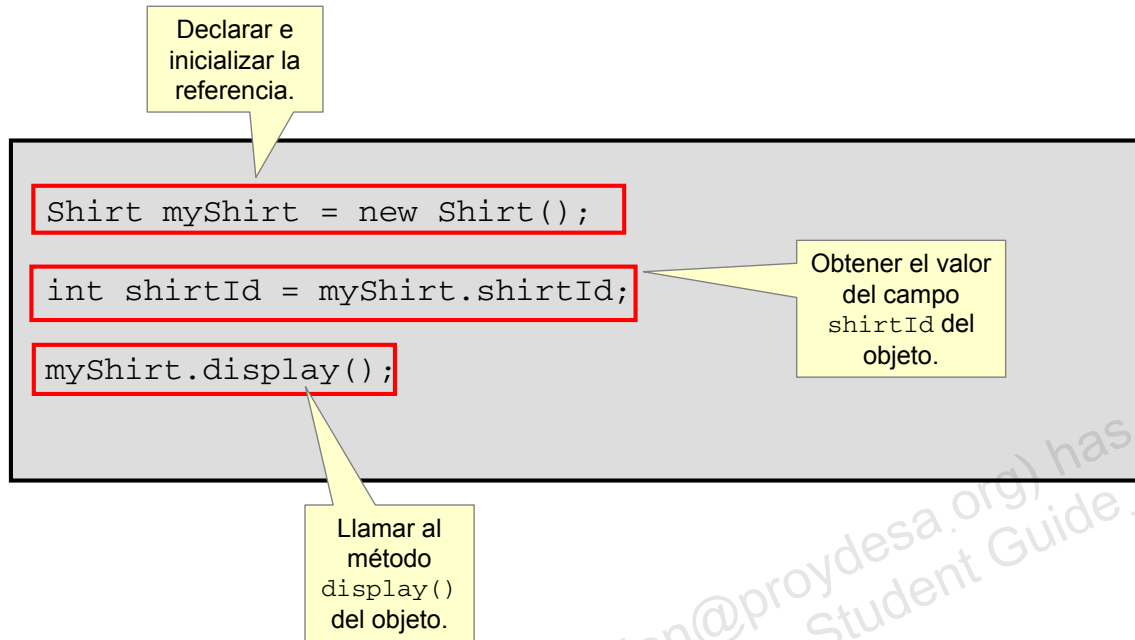 Declarar e
inicializar la
referencia.
Shirt myShirt = new Shirt();
int shirtId = myShirt.shirtId;
Obtener el valor
del campo
shirtId del
objeto.
myShirt.display();
Llamar al
método
display()
del objeto.
@proydesa.org) has
Student Guide.